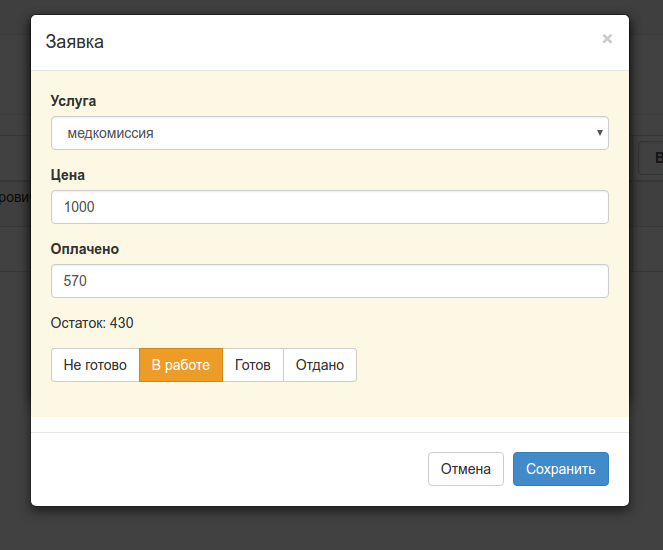 Заявка
×
Услуга
медкомиссия
Цена
1000
Оплачено
570
Остаток: 430
Не готово В работе Готов Отдано
Отмена Сохранить